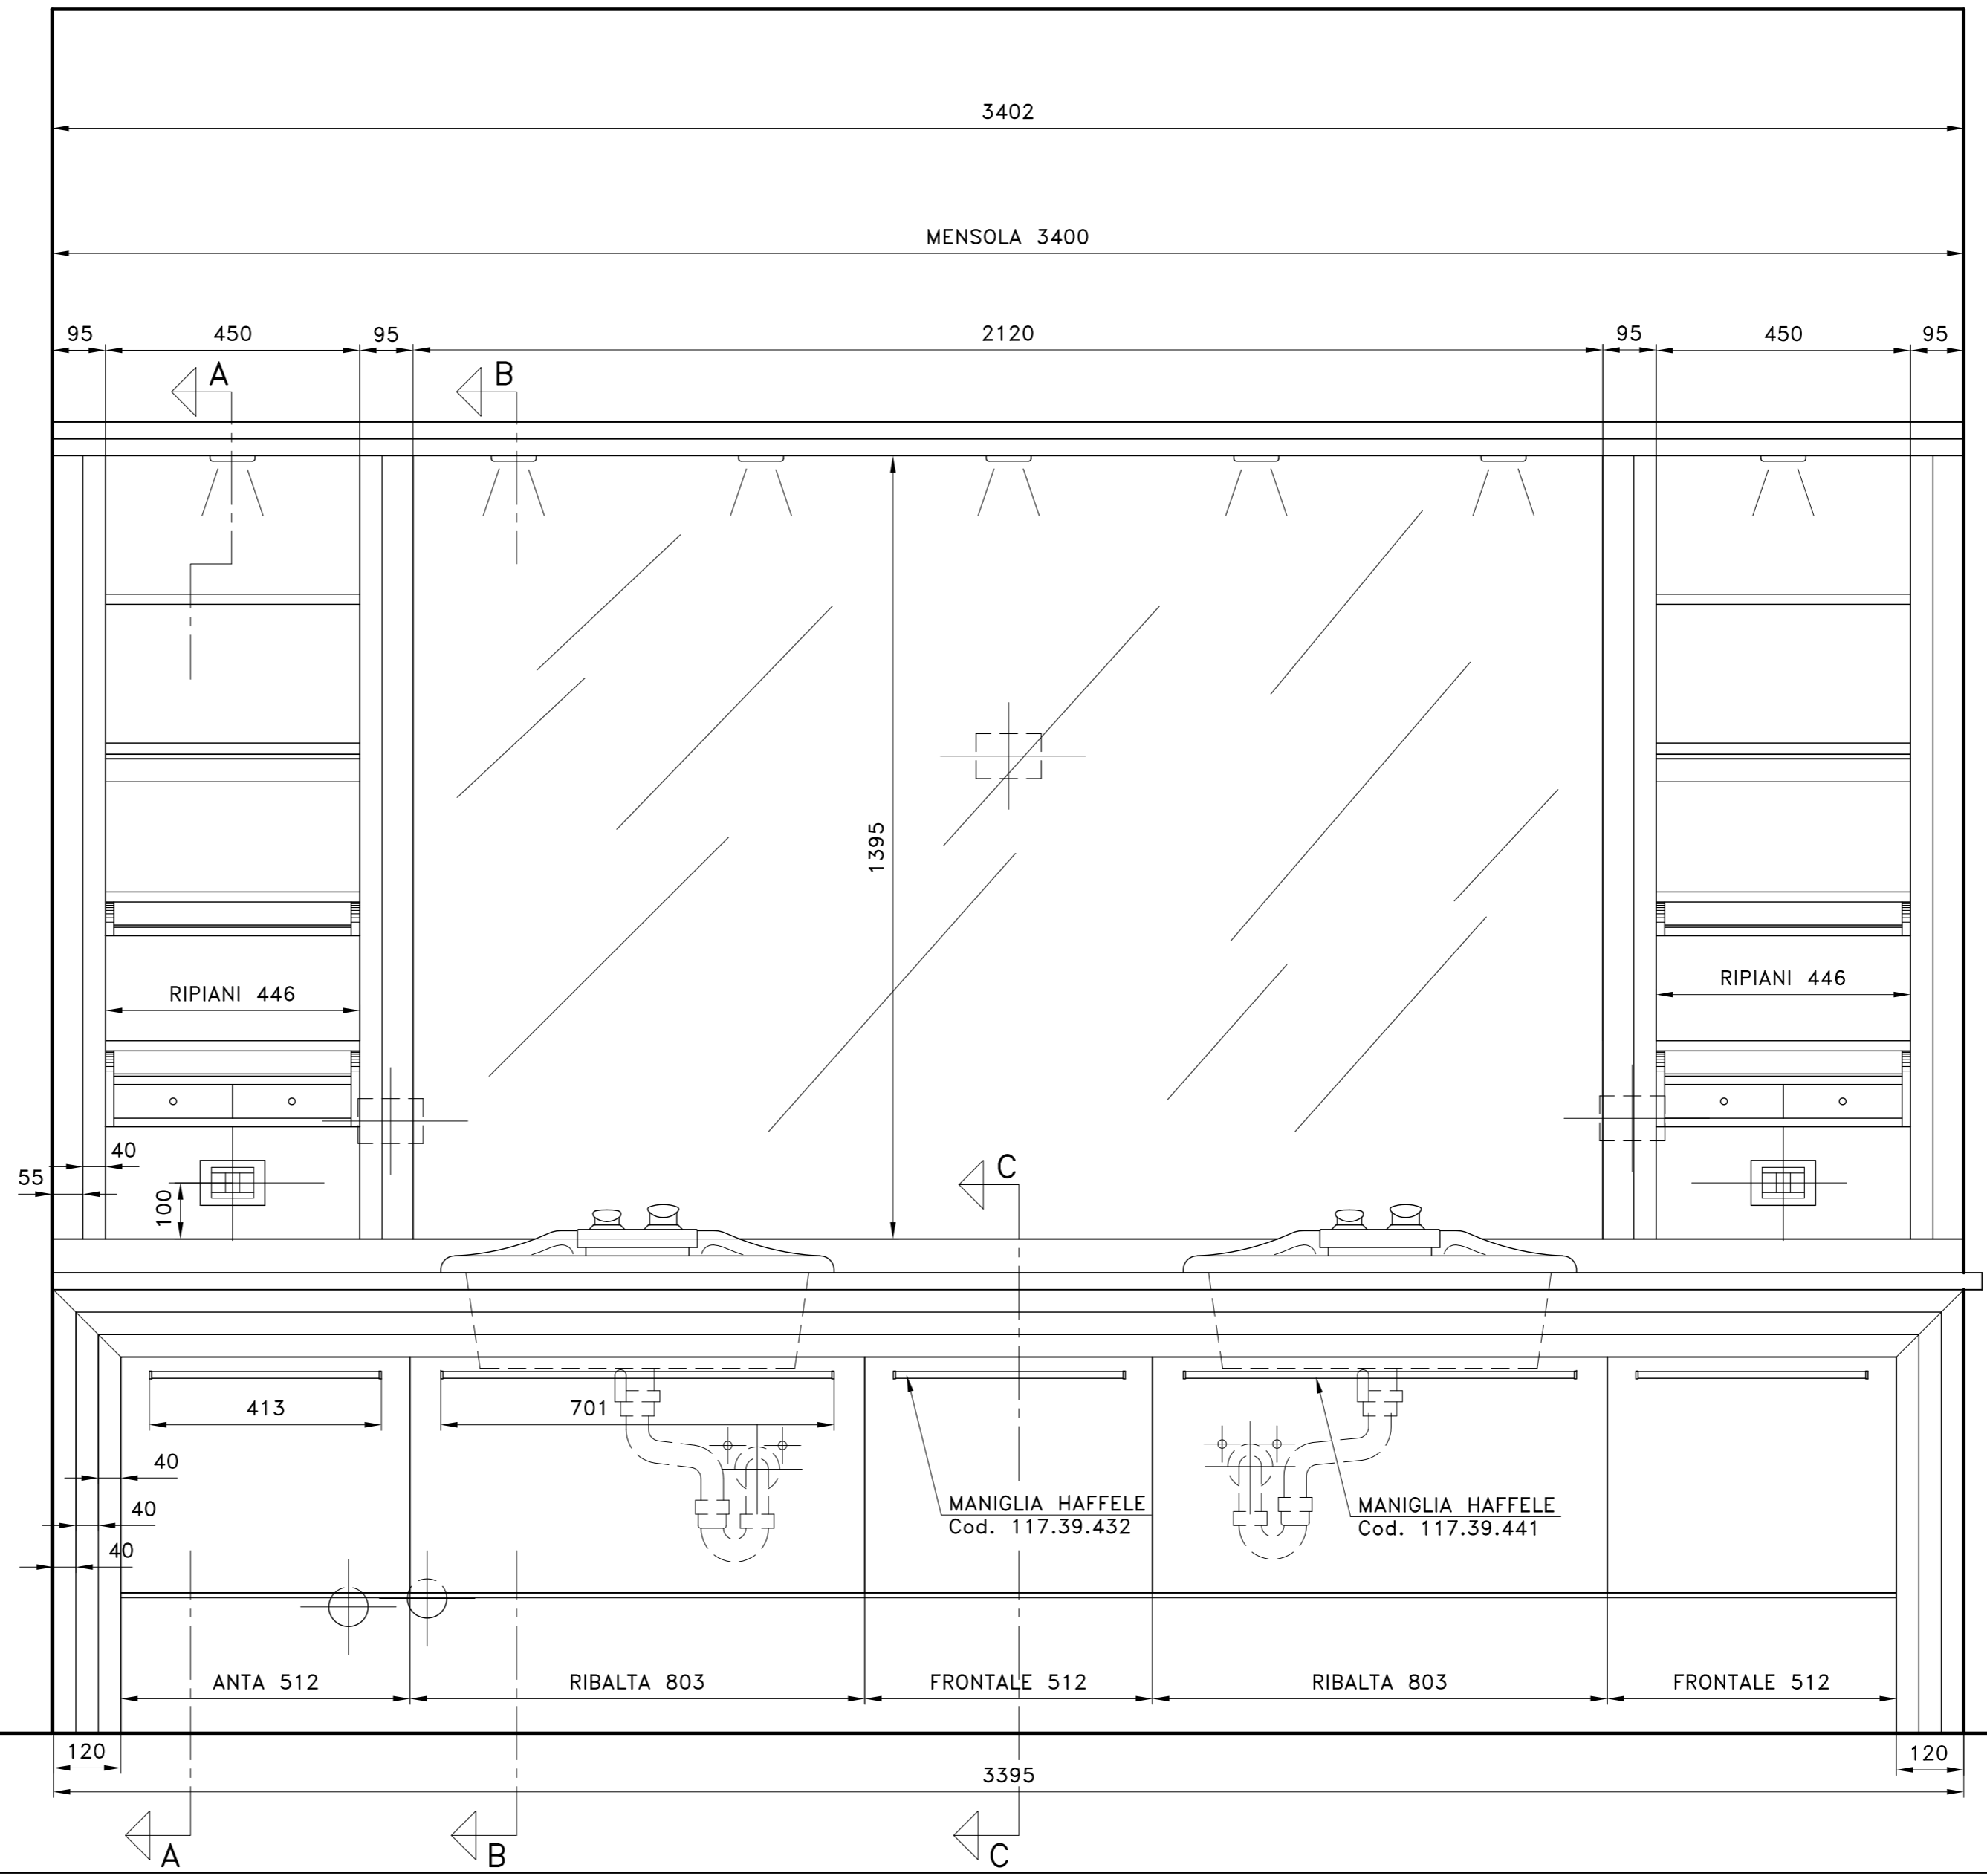 3402
MENSOLA 3400
95 450 95 2120 95 450 95
A B
1395
RIPIANI 446
RIPIANI 446
40
55
100
C
413
701
40
40
40
MANIGLIA HAFFELE
Cod. 117.39.432
MANIGLIA HAFFELE
Cod. 117.39.441
ANTA 512 RIBALTA 803 FRONTALE 512 RIBALTA 803 FRONTALE 512
120 120
3395
A B C